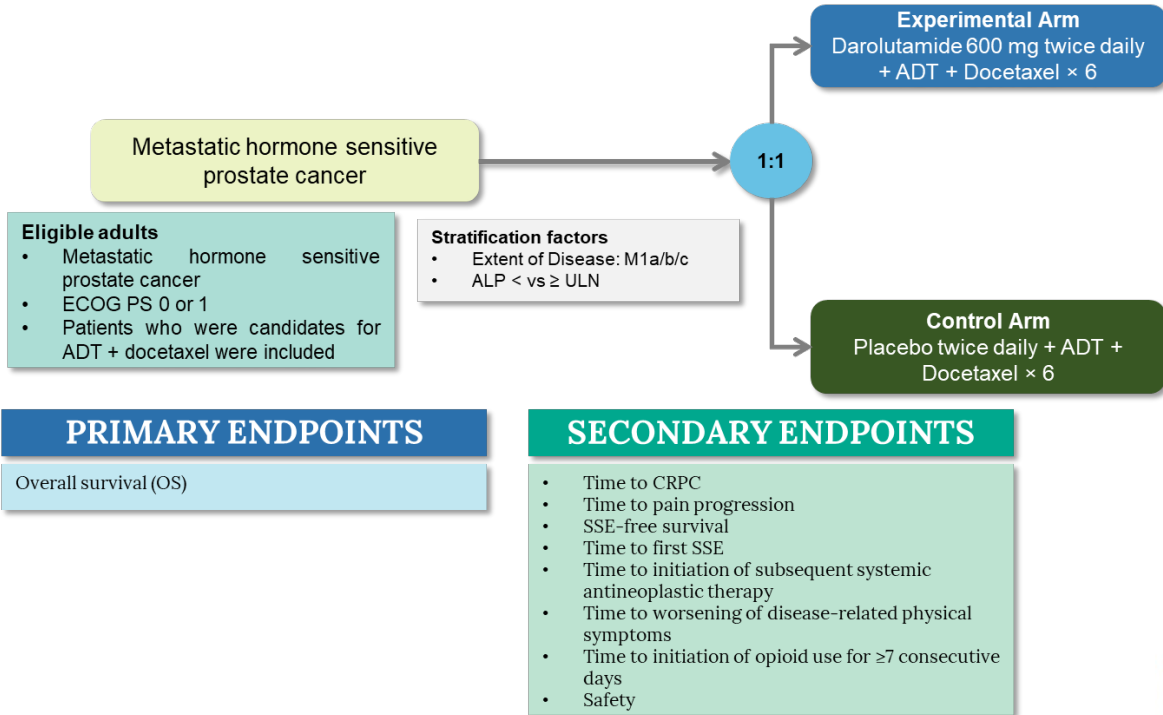 Experimental Arm
Darolutamide 600 mg twice daily
+ ADT + Docetaxel × 6
Metastatic hormone sensitive
prostate cancer
1:1
Eligible adults
• Metastatic hormone sensitive
prostate cancer
• ECOG PS 0 or 1
• Patients who were candidates for
ADT + docetaxel were included
Stratification factors
• Extent of Disease: M1a/b/c
• ALP < vs ≥ ULN
Control Arm
Placebo twice daily + ADT +
Docetaxel × 6
PRIMARY ENDPOINTS
Overall survival (OS)
SECONDARY ENDPOINTS
• Time to CRPC
• Time to pain progression
• SSE-free survival
• Time to first SSE
• Time to initiation of subsequent systemic
antineoplastic therapy
• Time to worsening of disease-related physical
symptoms
• Time to initiation of opioid use for ≥7 consecutive
days
• Safety